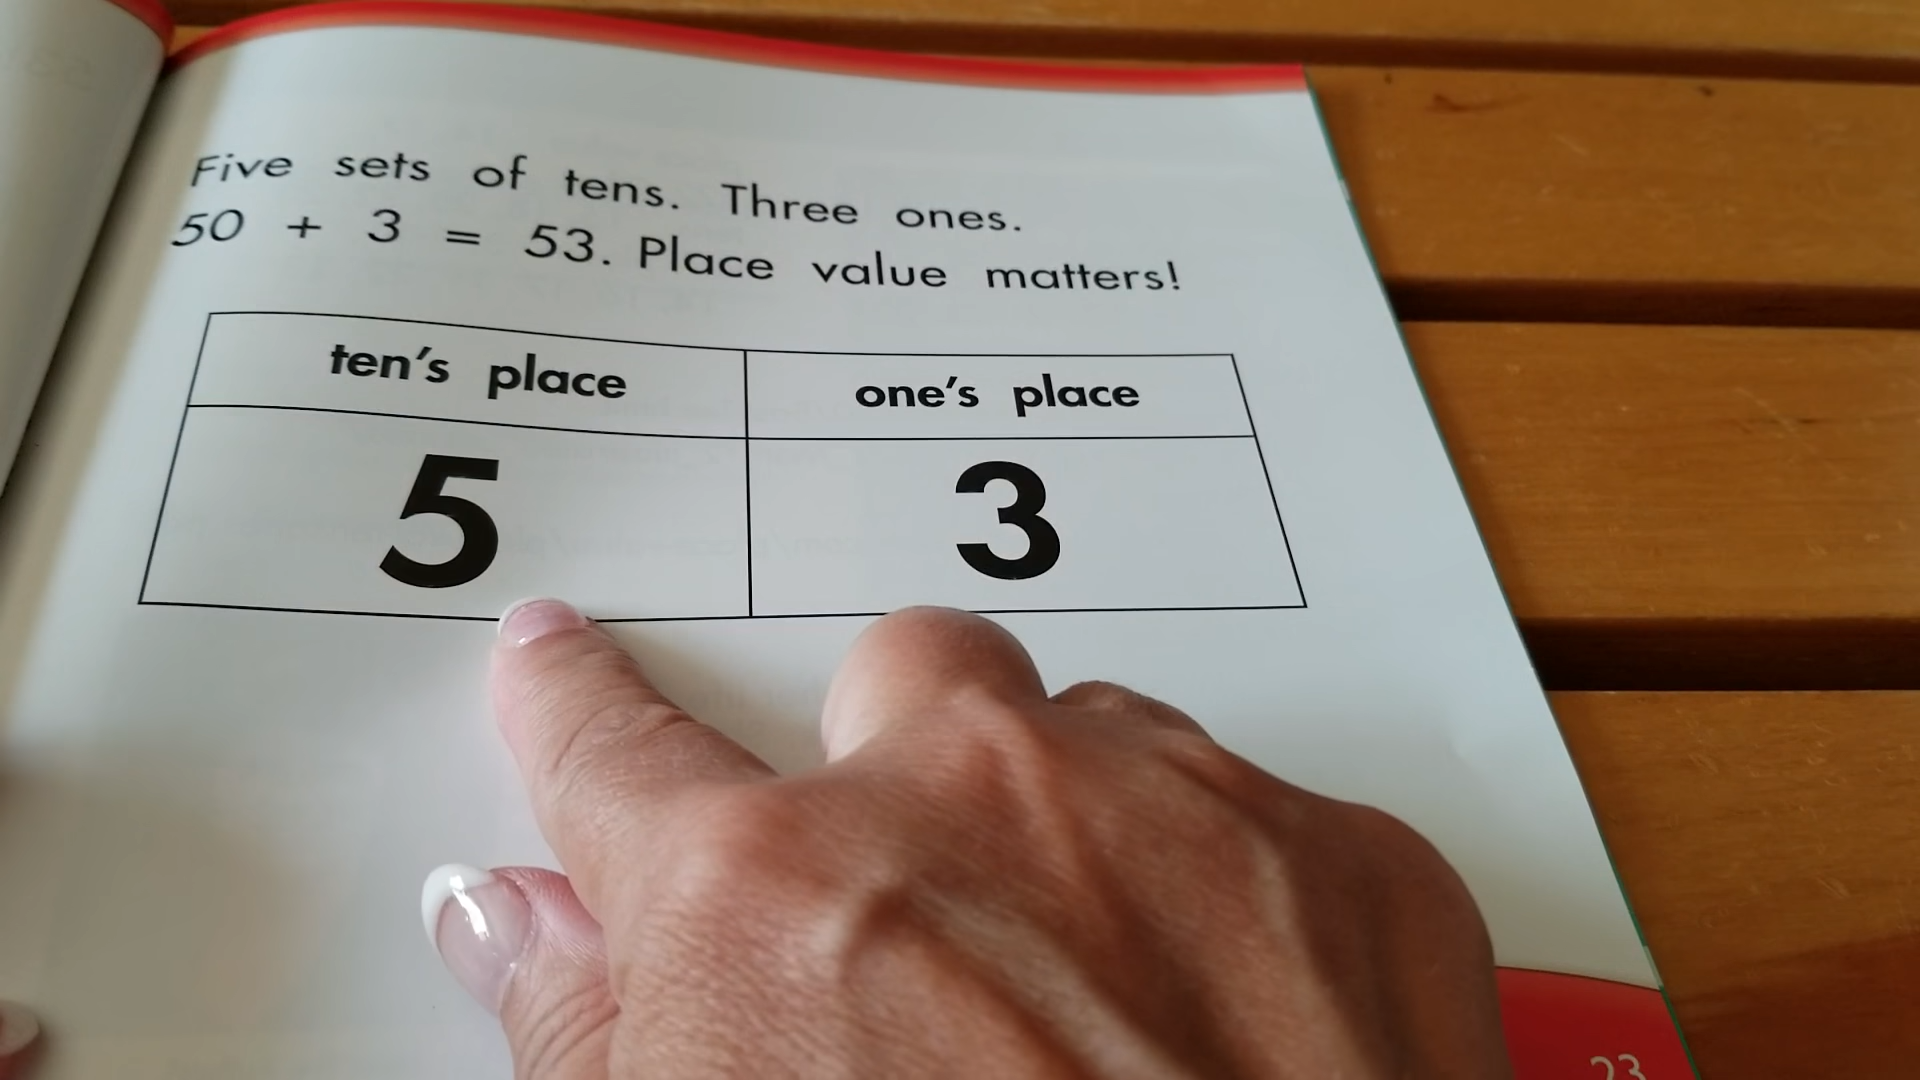 Five sets of tens. Three ones.
50 + 3 = 53. Place value matters!
ten's place one's place
5 3
23